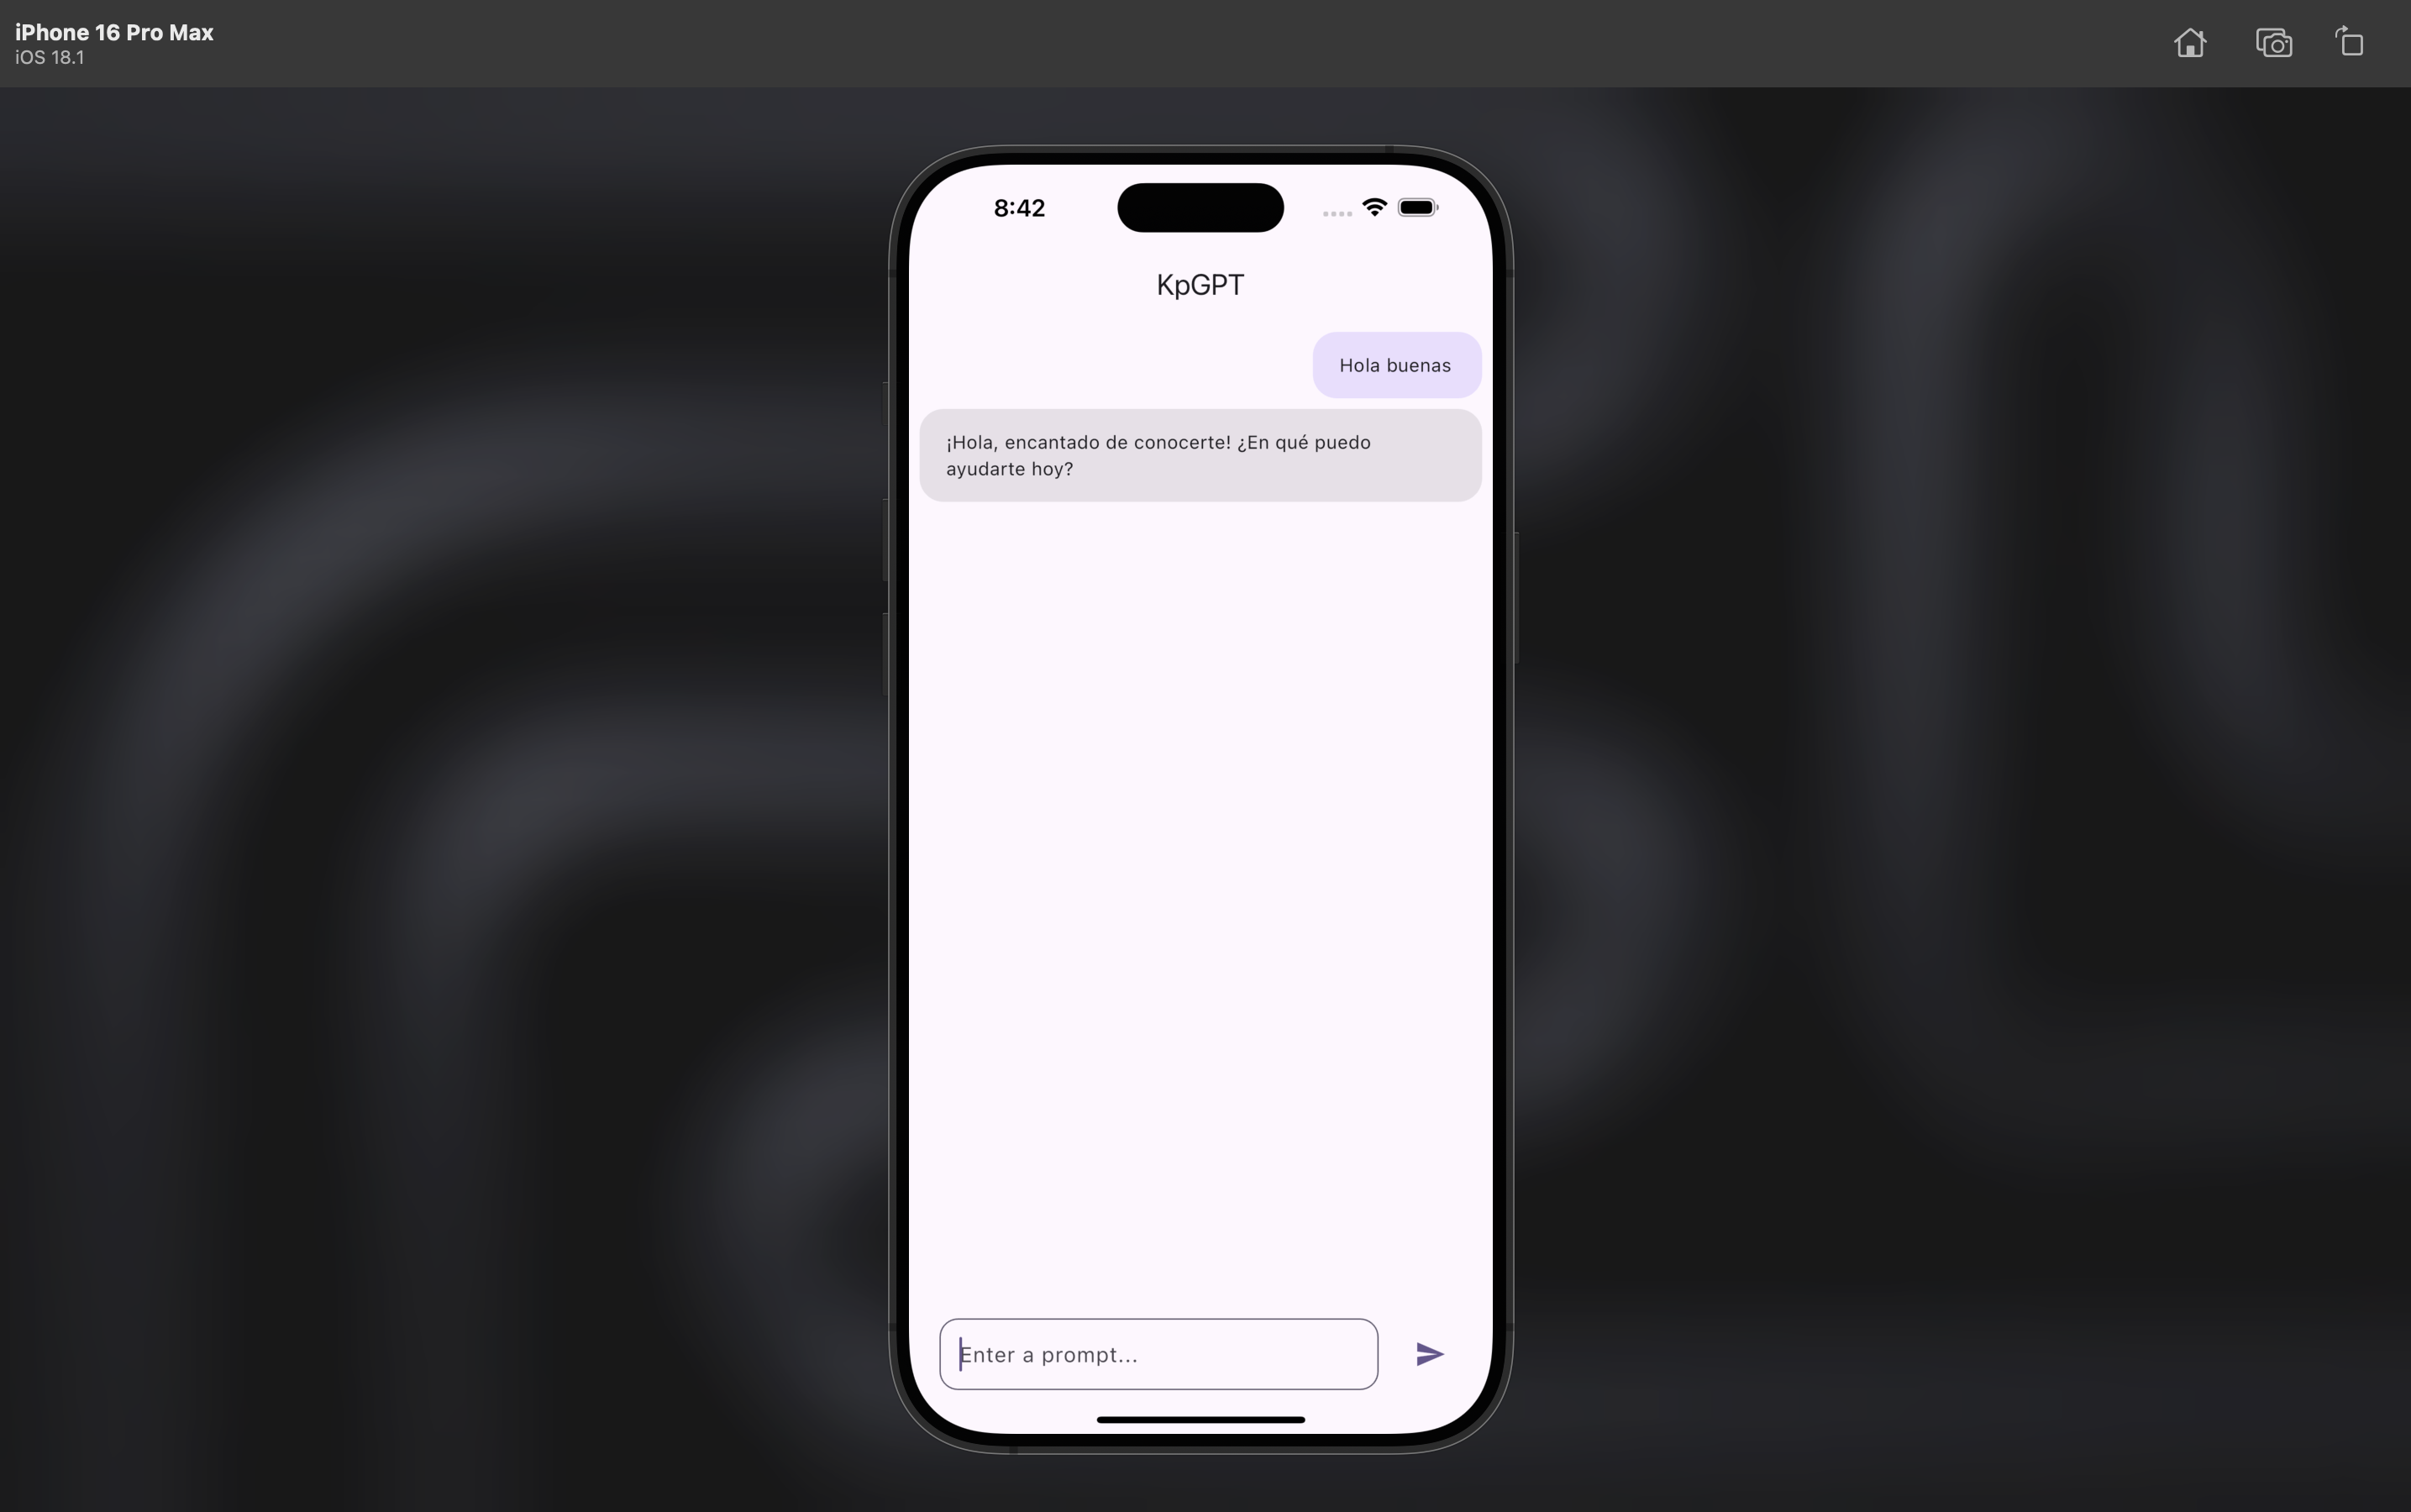 iPhone 16 Pro Max
iOS 18.1
8:42
KpGPT
Hola buenas
¡Hola, encantado de conocerte! ¿En qué puedo
ayudarte hoy?
Enter a prompt...